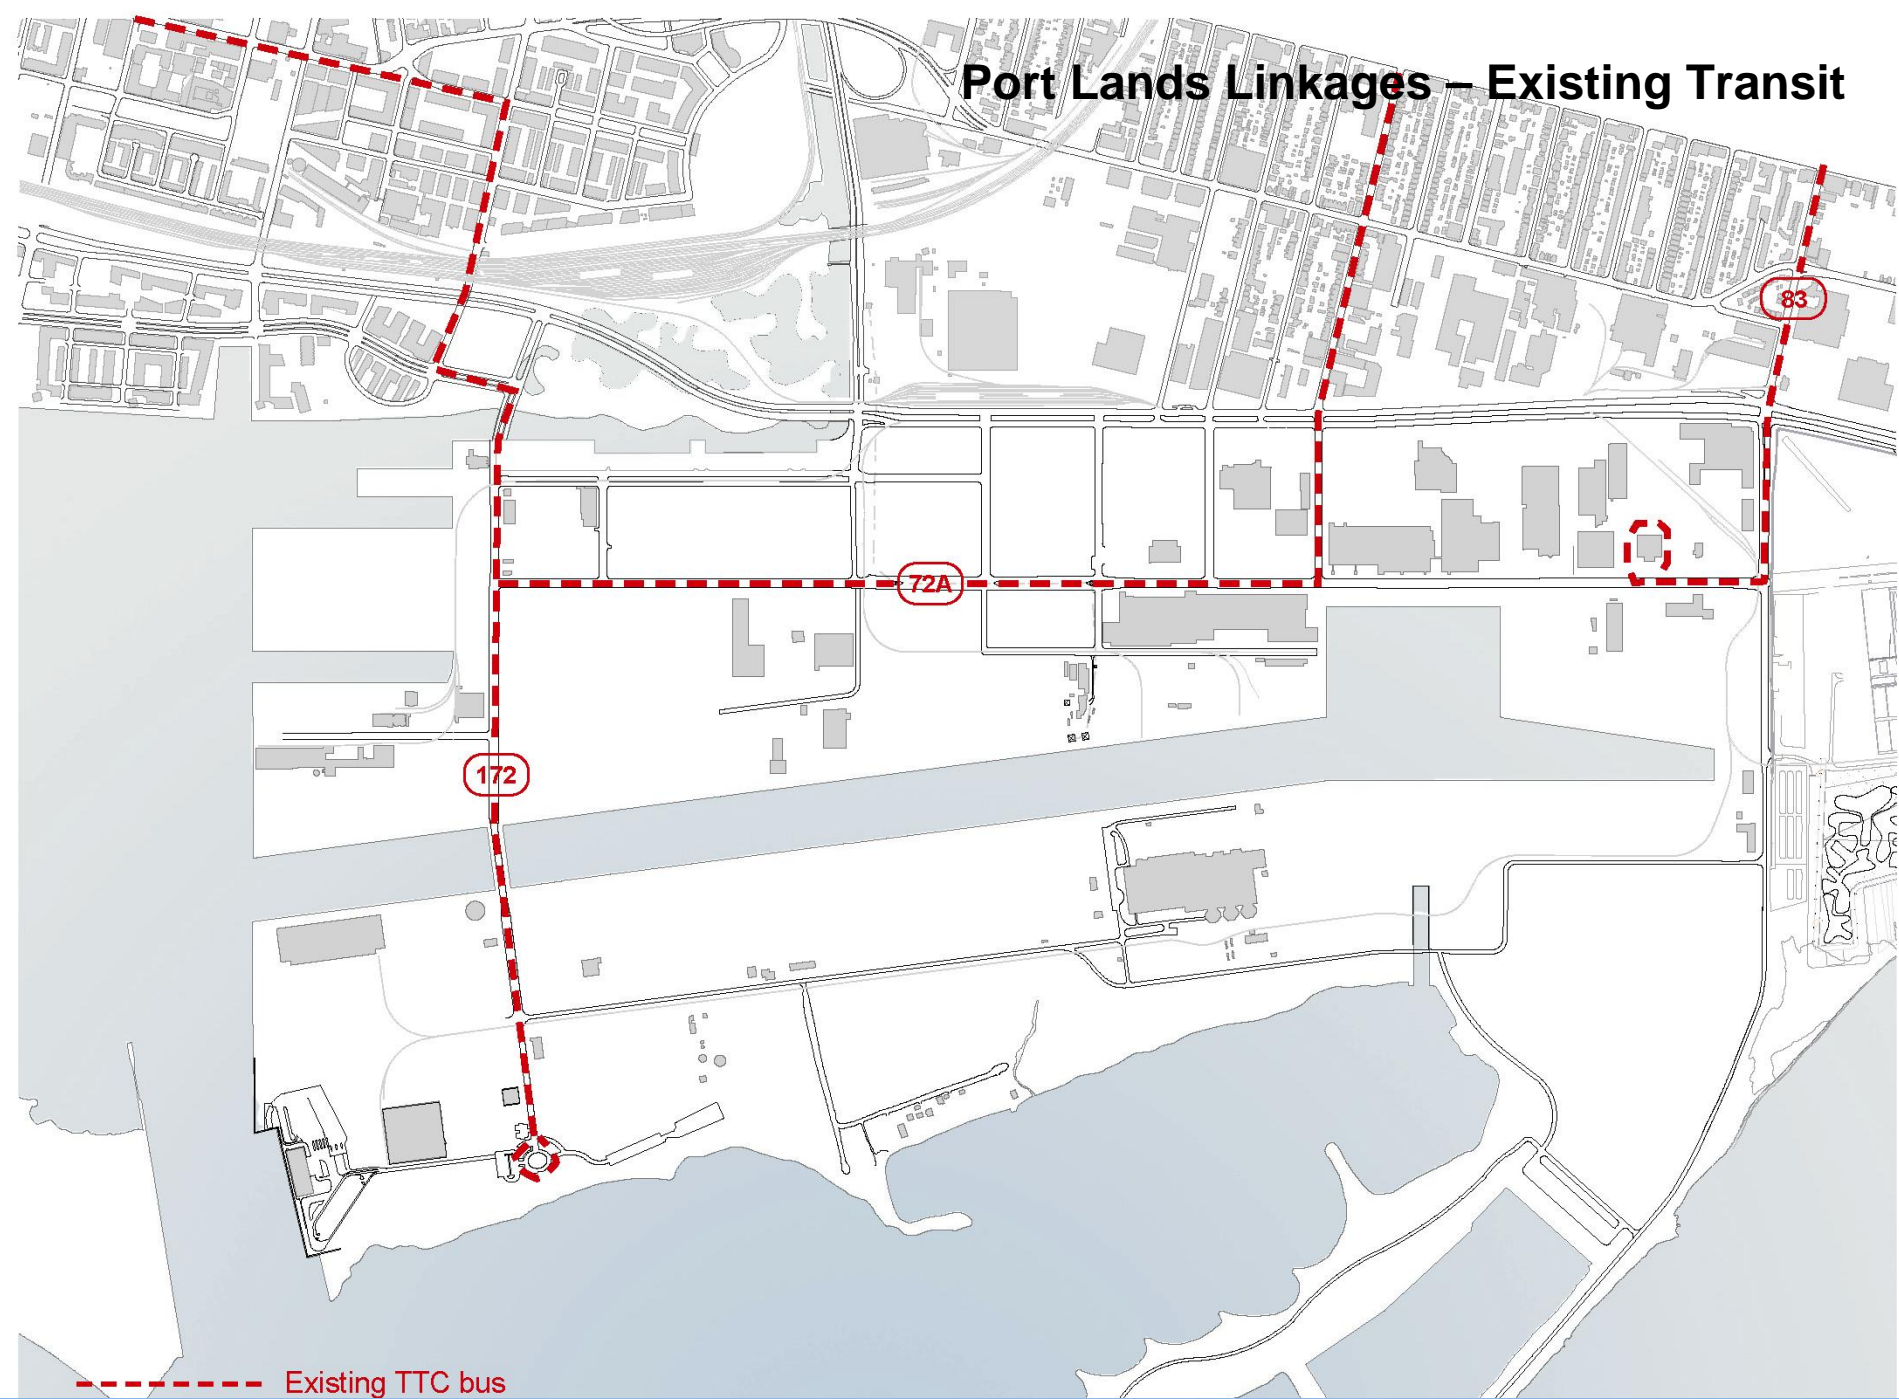 Port Lands Linkages – Existing Transit
83
72A
172
Existing TTC bus